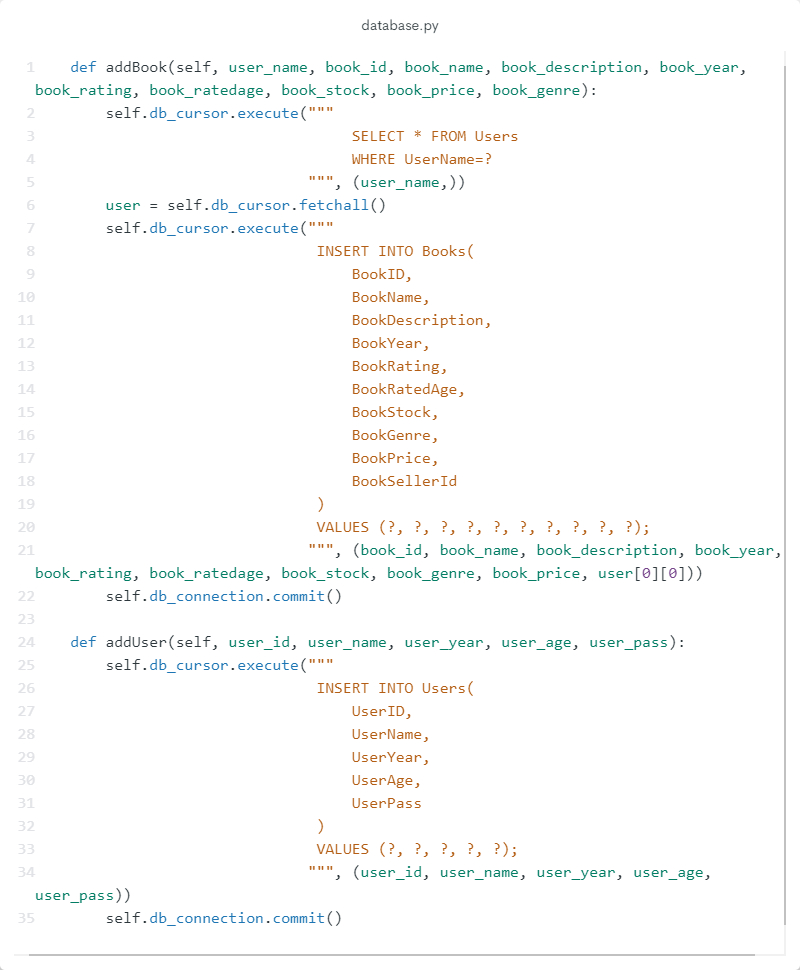 database.py
1 def addBook(self, user_name, book_id, book_name, book_description, book_year,
book_rating, book_ratedage, book_stock, book_price, book_genre):
2 self.db_cursor.execute("""
3 SELECT * FROM Users
4 WHERE UserName=?
5 """, (user_name,))
6 user = self.db_cursor.fetchall()
7 self.db_cursor.execute("""
8 INSERT INTO Books(
9 BookID,
10 BookName,
11 BookDescription,
12 BookYear,
13 BookRating,
14 BookRatedAge,
15 BookStock,
16 BookGenre,
17 BookPrice,
18 BookSellerId
19 )
20 VALUES (?, ?, ?, ?, ?, ?, ?, ?, ?, ?);
21 """, (book_id, book_name, book_description, book_year,
book_rating, book_ratedage, book_stock, book_genre, book_price, user[0][0]))
22 self.db_connection.commit()
23
24 def addUser(self, user_id, user_name, user_year, user_age, user_pass):
25 self.db_cursor.execute("""
26 INSERT INTO Users(
27 UserID,
28 UserName,
29 UserYear,
30 UserAge,
31 UserPass
32 )
33 VALUES (?, ?, ?, ?, ?);
34 """, (user_id, user_name, user_year, user_age,
user_pass))
35 self.db_connection.commit()